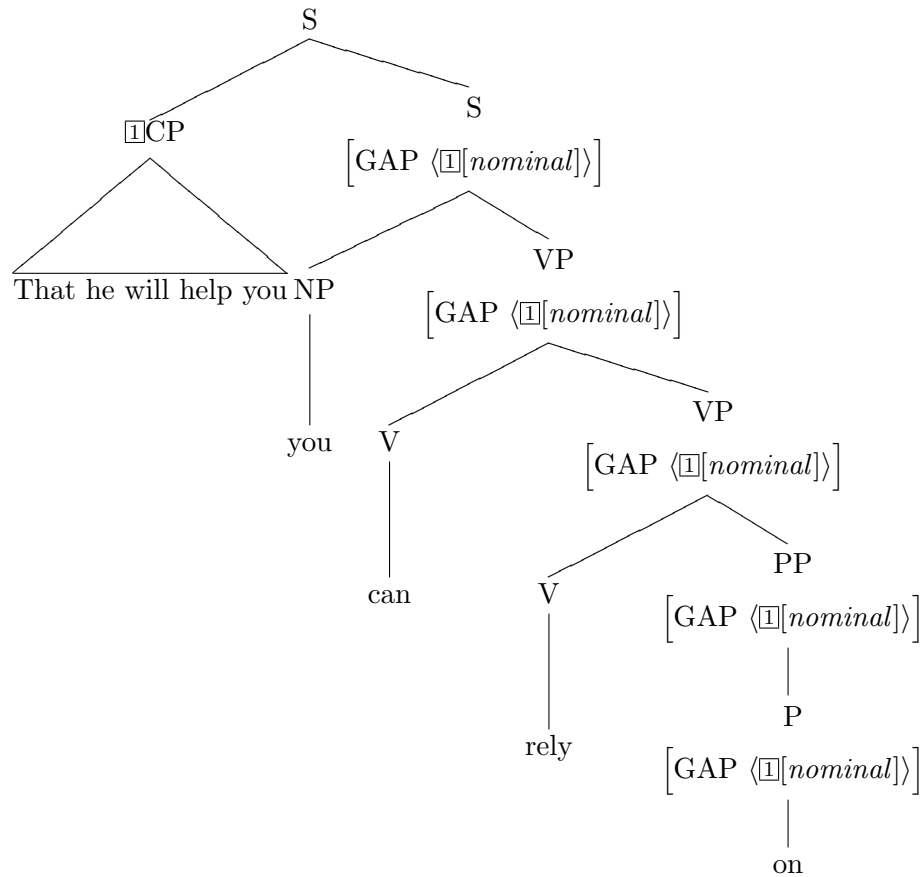 S
1CP
S
[GAP ⟨1[nominal]⟩]
VP
[GAP ⟨1[nominal]⟩]
That he will help you NP
you
V
VP
[GAP ⟨1[nominal]⟩]
can
V
PP
[GAP ⟨1[nominal]⟩]
rely
P
[GAP ⟨1[nominal]⟩]
on